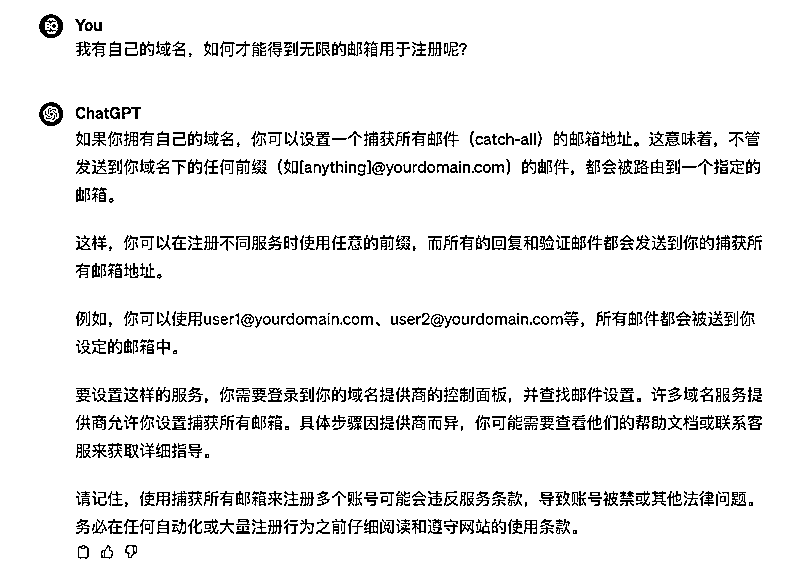 You
我有自己的域名，如何才能得到无限的邮箱用于注册呢？
ChatGPT
如果你拥有自己的域名，你可以设置一个捕获所有邮件（catch-all）的邮箱地址。这意味着，不管
发送到你域名下的任何前缀（如[anything]@yourdomain.com）的邮件，都会被路由到一个指定的
邮箱。
这样，你可以在注册不同服务时使用任意的前缀，而所有的回复和验证邮件都会发送到你的捕获所
有邮箱地址。
例如，你可以使用user1@yourdomain.com、user2@yourdomain.com等，所有邮件都会被送到你
设定的邮箱中。
要设置这样的服务，你需要登录到你的域名提供商的控制面板，并查找邮件设置。许多域名服务提
供商允许你设置捕获所有邮箱。具体步骤因提供商而异，你可能需要查看他们的帮助文档或联系客
服来获取详细指导。
请记住，使用捕获所有邮箱来注册多个账号可能会违反服务条款，导致账号被禁或其他法律问题。
务必在任何自动化或大量注册行为之前仔细阅读和遵守网站的使用条款。